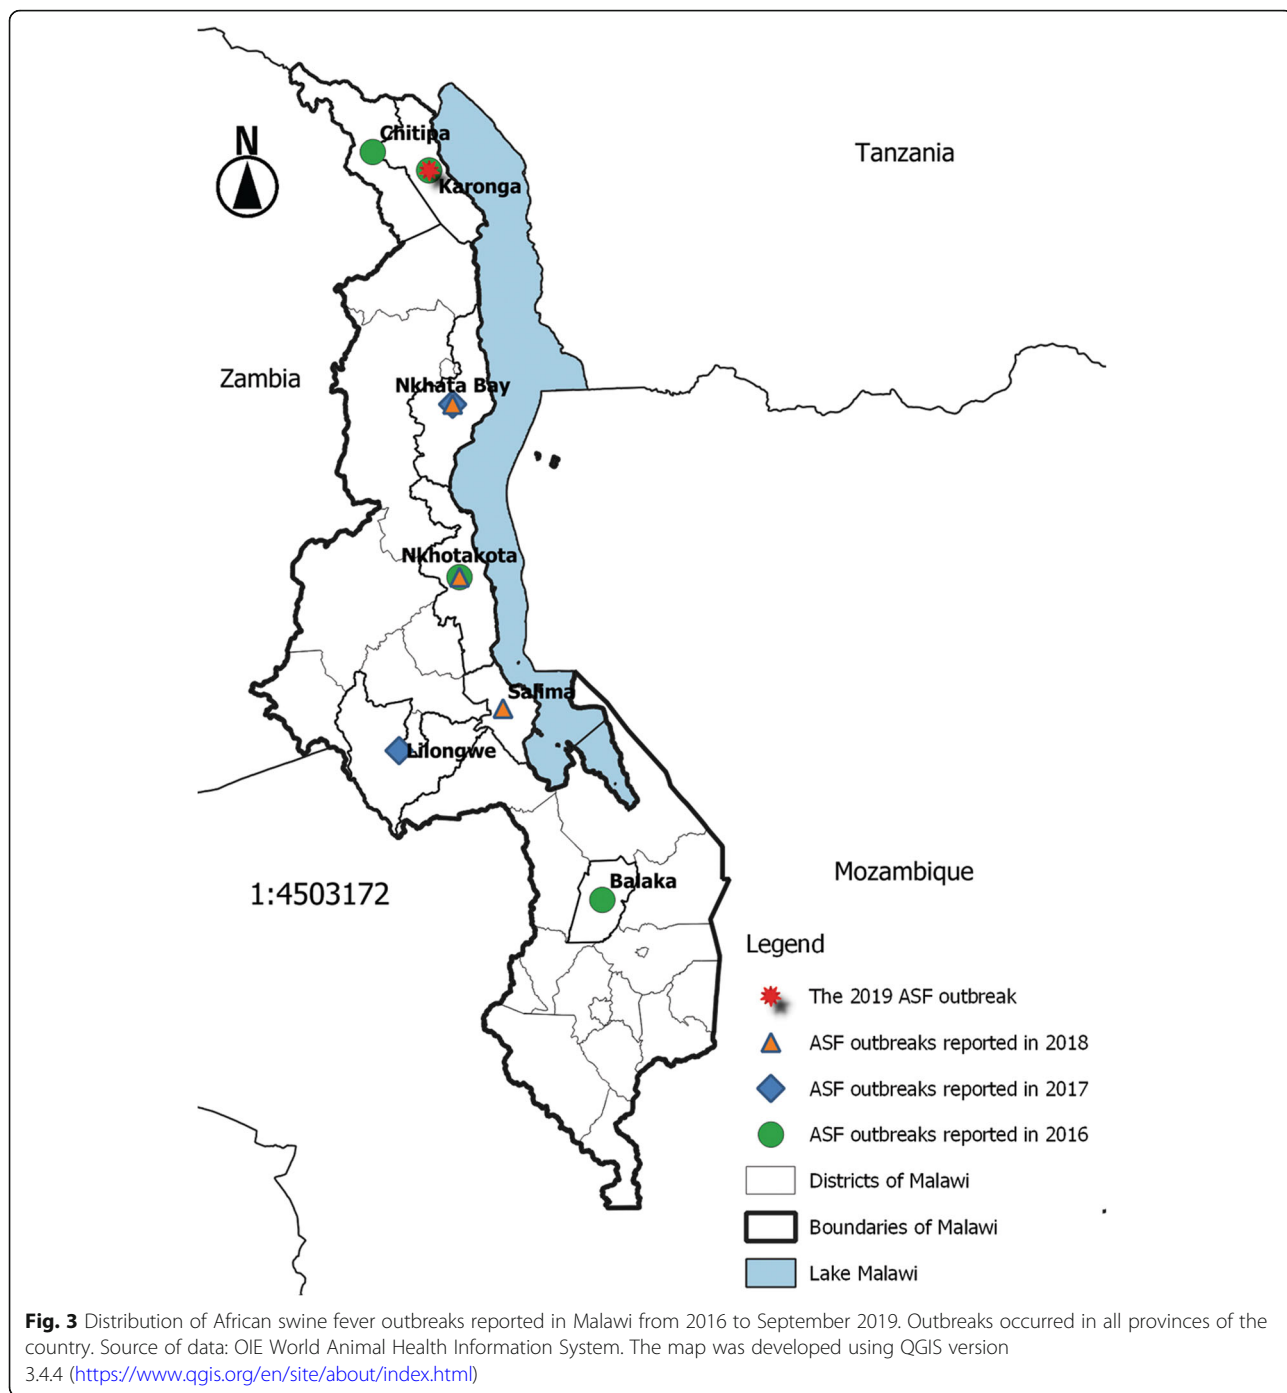 N
Chitipa
Karonga
Tanzania
Zambia
Nkhata Bay
Nkhotakota
Salima
Lilongwe
Mozambique
1:4503172
Balaka
Legend
The 2019 ASF outbreak
ASF outbreaks reported in 2018
ASF outbreaks reported in 2017
ASF outbreaks reported in 2016
Districts of Malawi
Boundaries of Malawi
Lake Malawi
Fig. 3 Distribution of African swine fever outbreaks reported in Malawi from 2016 to September 2019. Outbreaks occurred in all provinces of the
country. Source of data: OIE World Animal Health Information System. The map was developed using QGIS version
3.4.4 (https://www.qgis.org/en/site/about/index.html)